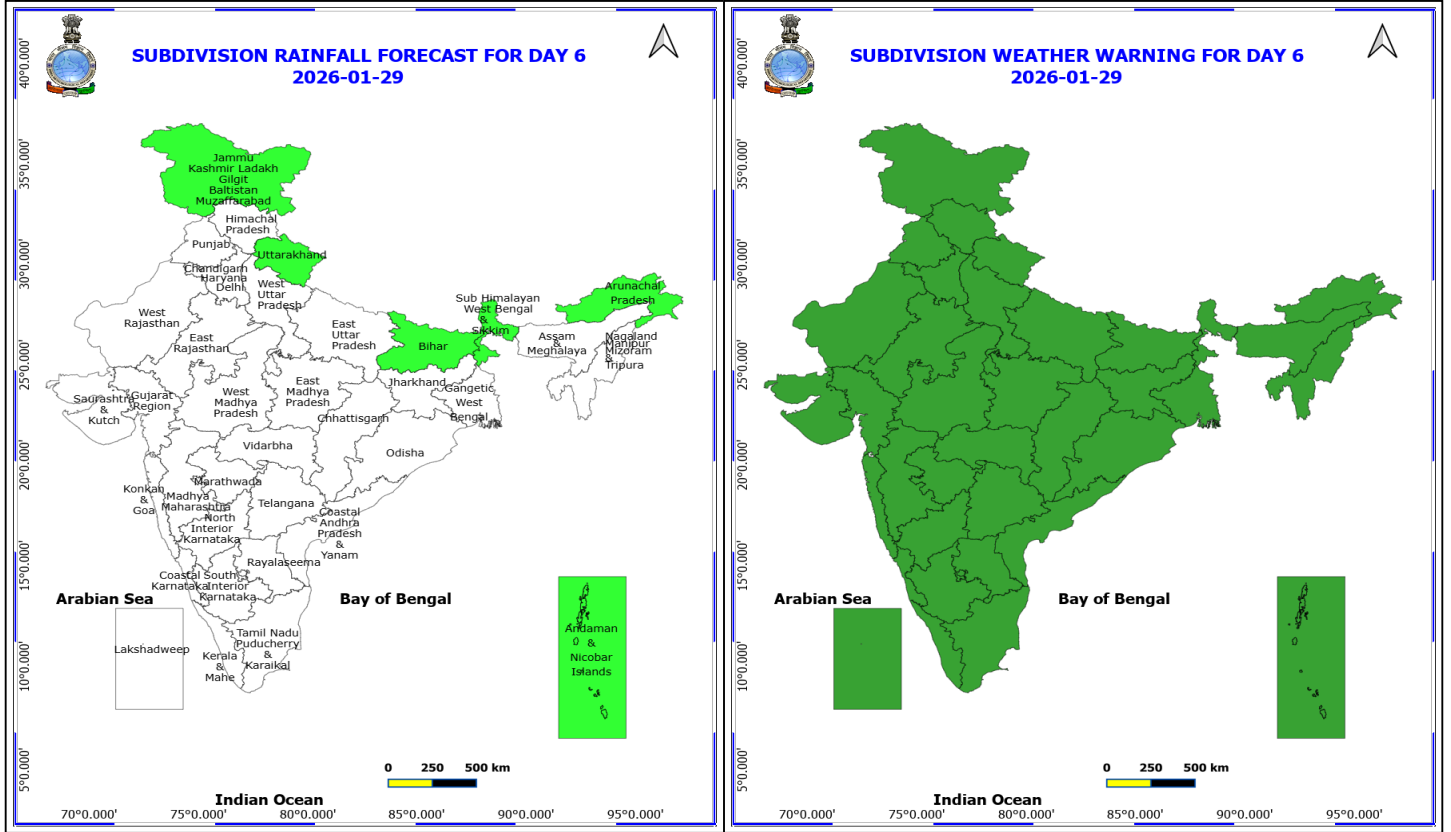 SUBDIVISION RAINFALL FORECAST FOR DAY 6
2026-01-29
40°0.000'
35°0.000'
30°0.000'
25°0.000'
20°0.000'
15°0.000'
10°0.000'
5°0.000'
Jammu
Kashmir Ladakh
Gilgit
Baltistan
Muzaffarabad
Himachal
Pradesh
Punjab
Uttarakhand
Chandigarh
Haryana
Delhi
West
Uttar
Pradesh
Arunachal
Pradesh
Sub Himalayan
West Bengal
&
Sikkim
West
Rajasthan
East
Rajasthan
East
Uttar
Pradesh
Bihar
Assam
&
Meghalaya
Nagaland
Manipur
Mizoram
&
Tripura
Saurashtra
&
Kutch
Gujarat
Region
West
Madhya
Pradesh
East
Madhya
Pradesh
Jharkhand
Gangetic
West
Bengal
Chhattisgarh
Vidarbha
Odisha
Konkan
&
Goa
Marathwada
Madhya
Maharashtra
Telangana
North
Interior
Karnataka
Coastal
Andhra
Pradesh
&
Yanam
Rayalaseema
Coastal
Karnataka
South
Interior
Karnataka
Arabian Sea
Bay of Bengal
Lakshadweep
Kerala
&
Mahe
Tamil Nadu
Puducherry
&
Karaikal
Andaman
&
Nicobar
Islands
0 250 500 km
Indian Ocean
70°0.000' 75°0.000' 80°0.000' 85°0.000' 90°0.000' 95°0.000'
SUBDIVISION WEATHER WARNING FOR DAY 6
2026-01-29
40°0.000'
35°0.000'
30°0.000'
25°0.000'
20°0.000'
15°0.000'
10°0.000'
5°0.000'
Arabian Sea
Bay of Bengal
0 250 500 km
Indian Ocean
70°0.000' 75°0.000' 80°0.000' 85°0.000' 90°0.000' 95°0.000'